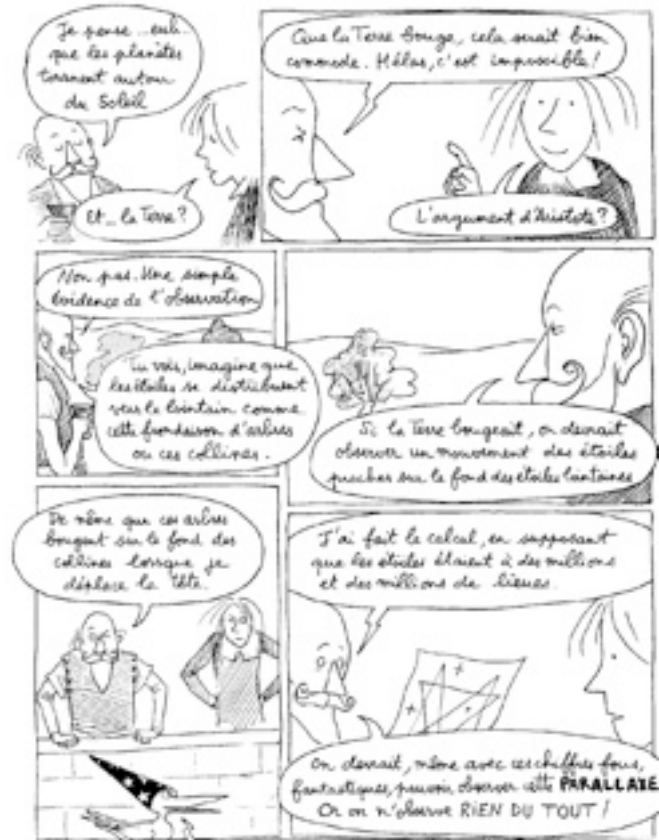 Je pense... euh...
que les planètes
tournent autour
du Soleil
Et... la Terre?
Que la Terre bouge, cela serait bien
commode. Hélas, c'est impossible!
L'argument d'Aristote?
Non pas. Une simple
évidence de l'observation
Tu vois, imagine que
les étoiles se distribuent
vers le lointain comme
cette frondaison d'arbres
ou ces collines.
Si la Terre bougeait, on devrait
observer un mouvement des étoiles
proches sur le fond des étoiles lointaines
De même que ces arbres
bougent sur le fond des
collines lorsque je
déplace la tête.
J'ai fait le calcul, en supposant
que les étoiles étaient à des millions
et des millions de lieues.
On devrait, même avec ces chiffres fous,
fantastiques, pouvoir observer cette PARALLAXE
Or on n'observe RIEN DU TOUT!